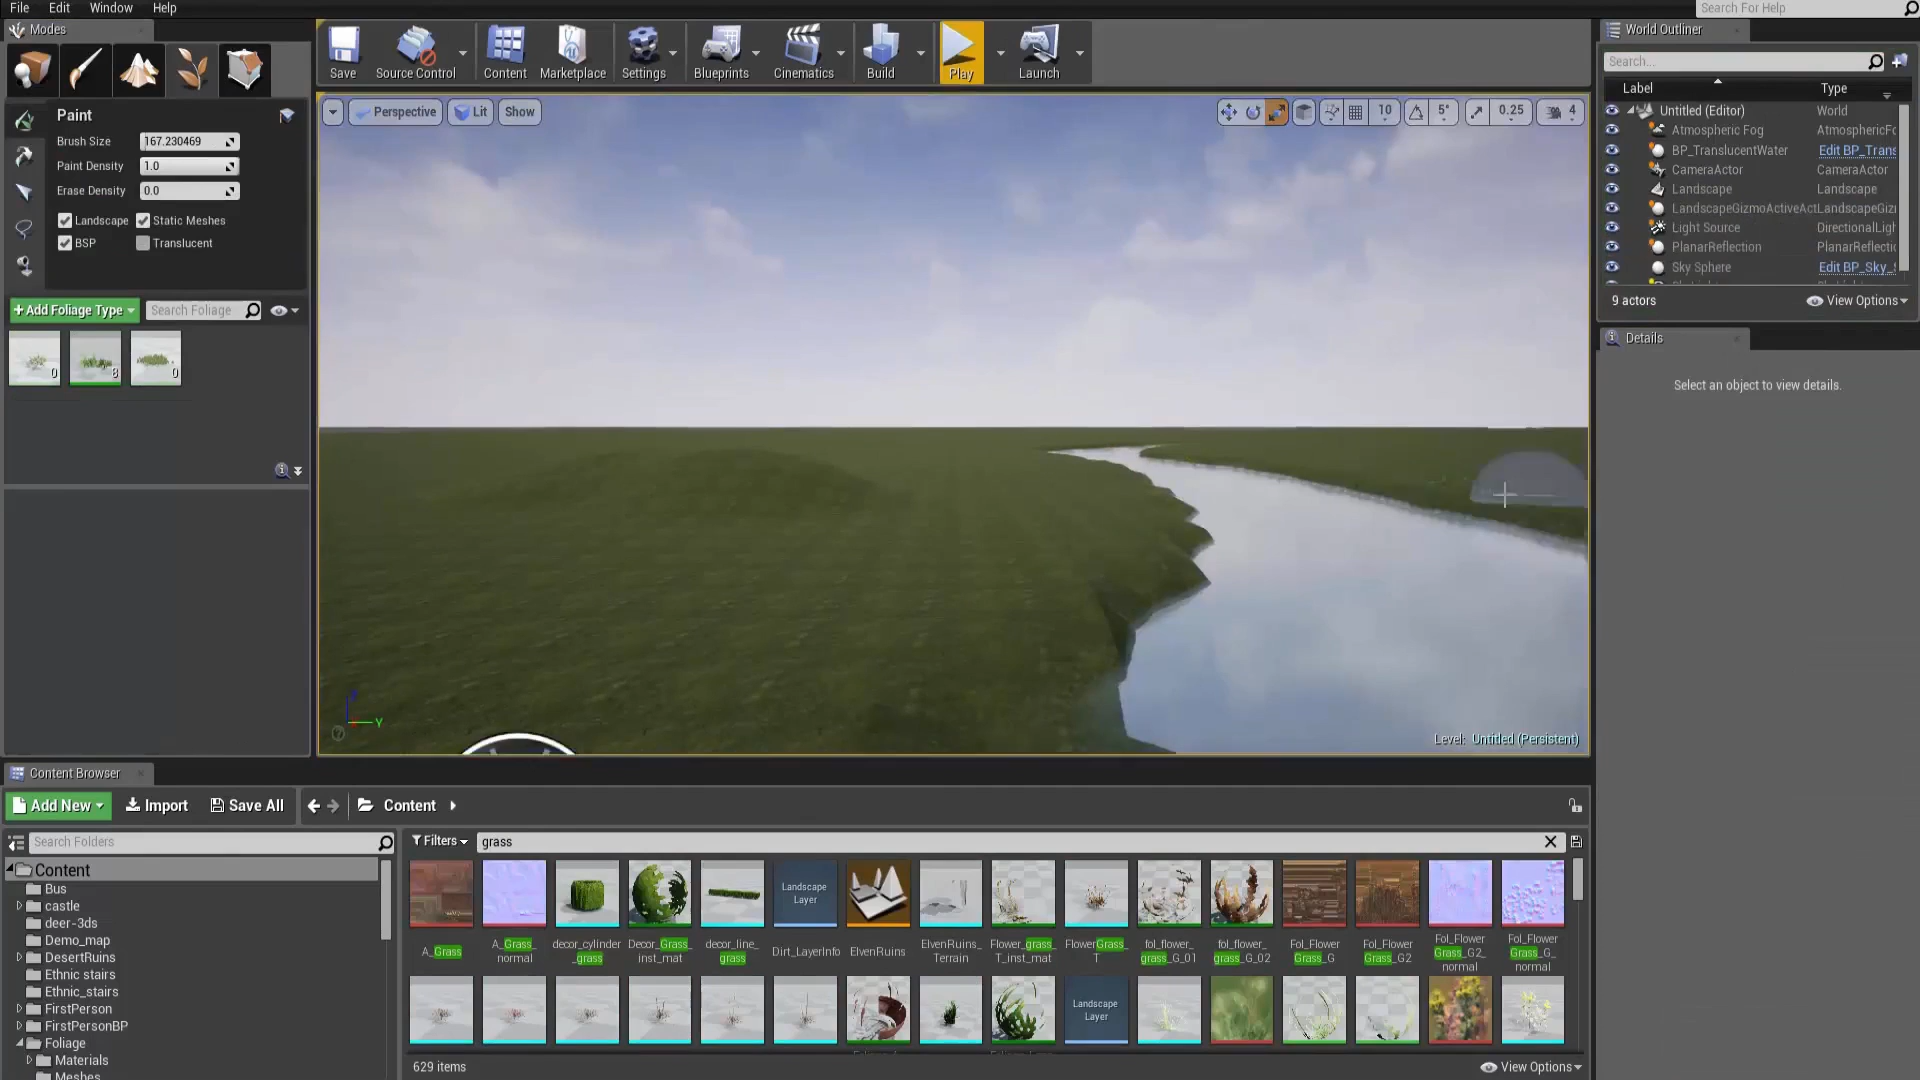 File Edit Window Help
Search For Help
Modes
Save
Source Control
Content
Marketplace
Settings
Blueprints
Cinematics
Build
Play
Launch
Paint
Brush Size 167.230469
Paint Density 1.0
Erase Density 0.0
Landscape Static Meshes
BSP Translucent
Add Foliage Type
Search Foliage
0
8
0
Perspective
Lit
Show
10
5°
0.25
4
Y
Level: Untitled (Persistent)
World Outliner
Search...
Label Type
Untitled (Editor) World
Atmospheric Fog AtmosphericFo
BP_TranslucentWater Edit BP_Trans
CameraActor CameraActor
Landscape Landscape
LandscapeGizmoActiveAct LandscapeGiz
Light Source DirectionalLigh
PlanarReflection PlanarReflectio
Sky Sphere Edit BP_Sky_S
9 actors
View Options
Details
Select an object to view details.
Content Browser
Add New
Import
Save All
Content
Search Folders
Content
Bus
castle
deer-3ds
Demo_map
DesertRuins
Ethnic stairs
Ethnic_stairs
FirstPerson
FirstPersonBP
Foliage
Materials
Meshes
Filters
grass
Landscape
Layer
A_Grass
A_Grass_
normal
decor_cylinder
_grass
Decor_Grass_
inst_mat
decor_line_
grass
Dirt_LayerInfo
ElvenRuins
ElvenRuins_
Terrain
Flower_grass_
T_inst_mat
FlowerGrass_
T
fol_flower_
grass_G_01
fol_flower_
grass_G_02
Fol_Flower
Grass_G
Fol_Flower
Grass_G2
Fol_Flower
Grass_G2_
normal
Fol_Flower
Grass_G_
normal
Landscape
Layer
629 items
View Options